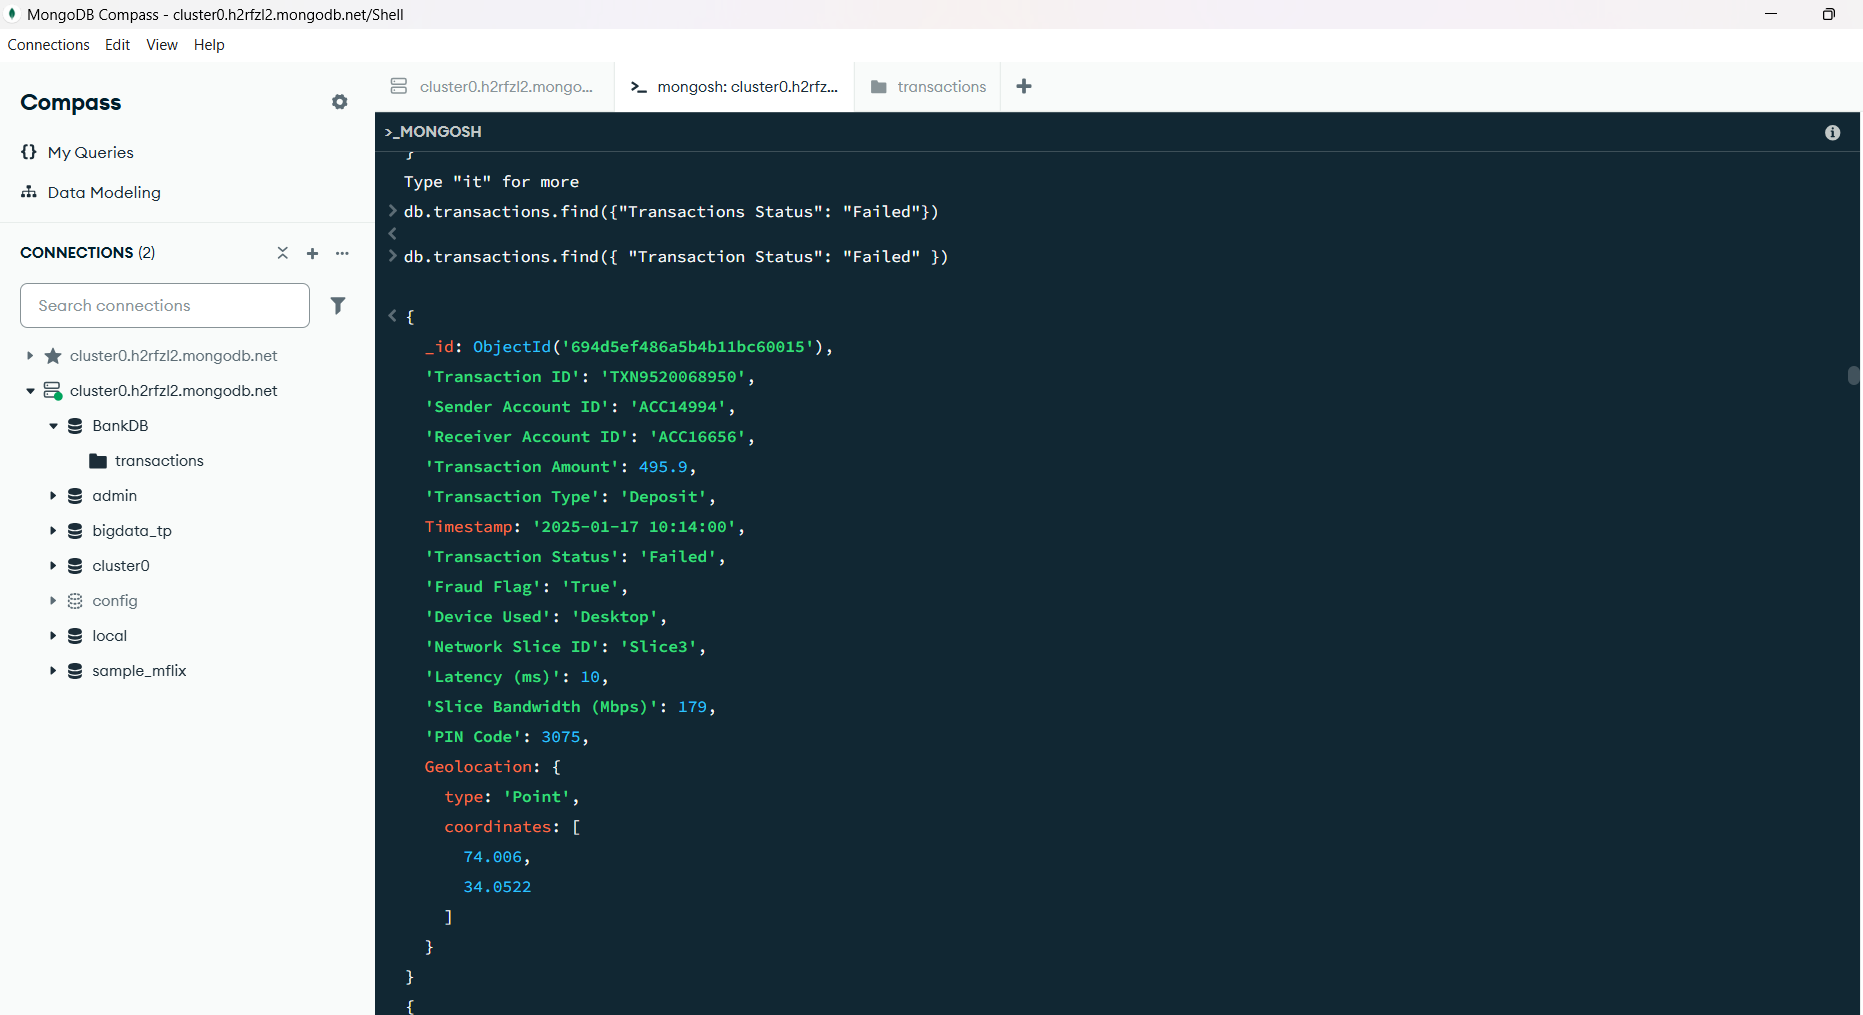 MongoDB Compass - cluster0.h2rfzl2.mongodb.net/Shell
Connections Edit View Help
Compass
{} My Queries
Data Modeling
CONNECTIONS (2)
Search connections
cluster0.h2rfzl2.mongodb.net
cluster0.h2rfzl2.mongodb.net
BankDB
transactions
admin
bigdata_tp
cluster0
config
local
sample_mflix
cluster0.h2rfzl2.mongo...
>_ mongosh: cluster0.h2rfz...
transactions
>_MONGOSH
}
Type "it" for more
> db.transactions.find({"Transactions Status": "Failed"})
<
> db.transactions.find({ "Transaction Status": "Failed" })
< {
_id: ObjectId('694d5ef486a5b4b11bc60015'),
'Transaction ID': 'TXN9520068950',
'Sender Account ID': 'ACC14994',
'Receiver Account ID': 'ACC16656',
'Transaction Amount': 495.9,
'Transaction Type': 'Deposit',
Timestamp: '2025-01-17 10:14:00',
'Transaction Status': 'Failed',
'Fraud Flag': 'True',
'Device Used': 'Desktop',
'Network Slice ID': 'Slice3',
'Latency (ms)': 10,
'Slice Bandwidth (Mbps)': 179,
'PIN Code': 3075,
Geolocation: {
type: 'Point',
coordinates: [
74.006,
34.0522
]
}
}
{